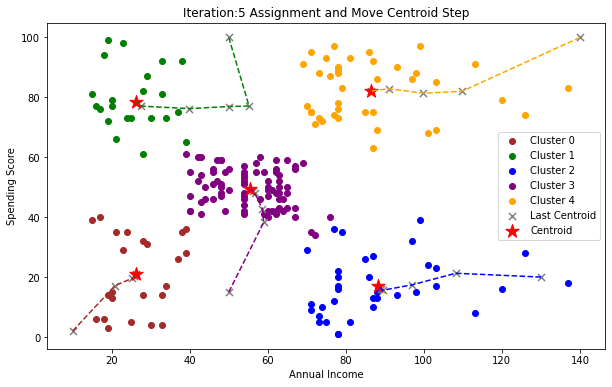 Iteration:5 Assignment and Move Centroid Step
Spending Score
100
80
60
40
20
0
Cluster 0
Cluster 1
Cluster 2
Cluster 3
Cluster 4
Last Centroid
Centroid
20
40
60
80
100
120
140
Annual Income